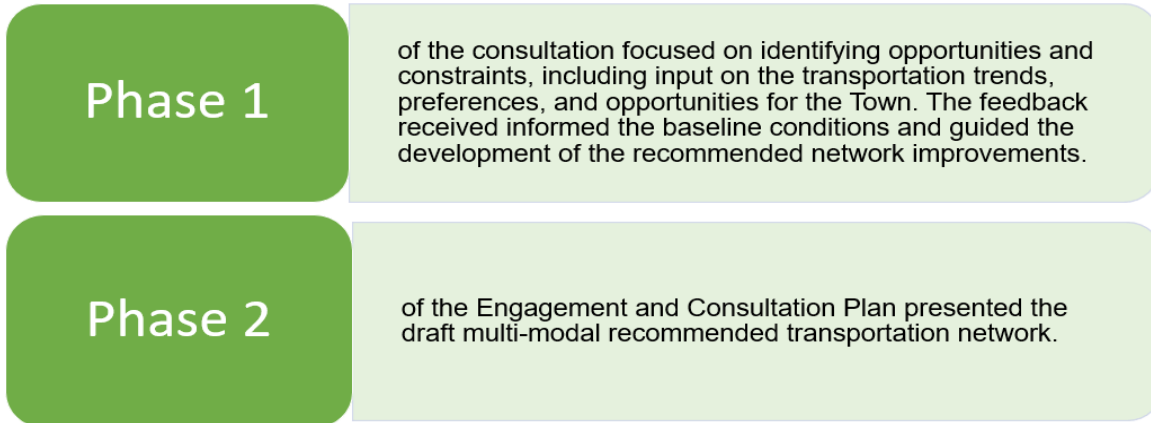 Phase 1
of the consultation focused on identifying opportunities and
constraints, including input on the transportation trends,
preferences, and opportunities for the Town. The feedback
received informed the baseline conditions and guided the
development of the recommended network improvements.
Phase 2
of the Engagement and Consultation Plan presented the
draft multi-modal recommended transportation network.